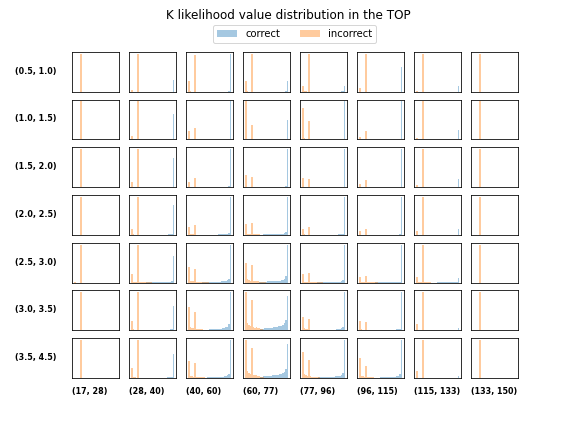 K likelihood value distribution in the TOP
correct incorrect
(0.5, 1.0)
(1.0, 1.5)
(1.5, 2.0)
(2.0, 2.5)
(2.5, 3.0)
(3.0, 3.5)
(3.5, 4.5)
(17, 28) (28, 40) (40, 60) (60, 77) (77, 96) (96, 115) (115, 133) (133, 150)